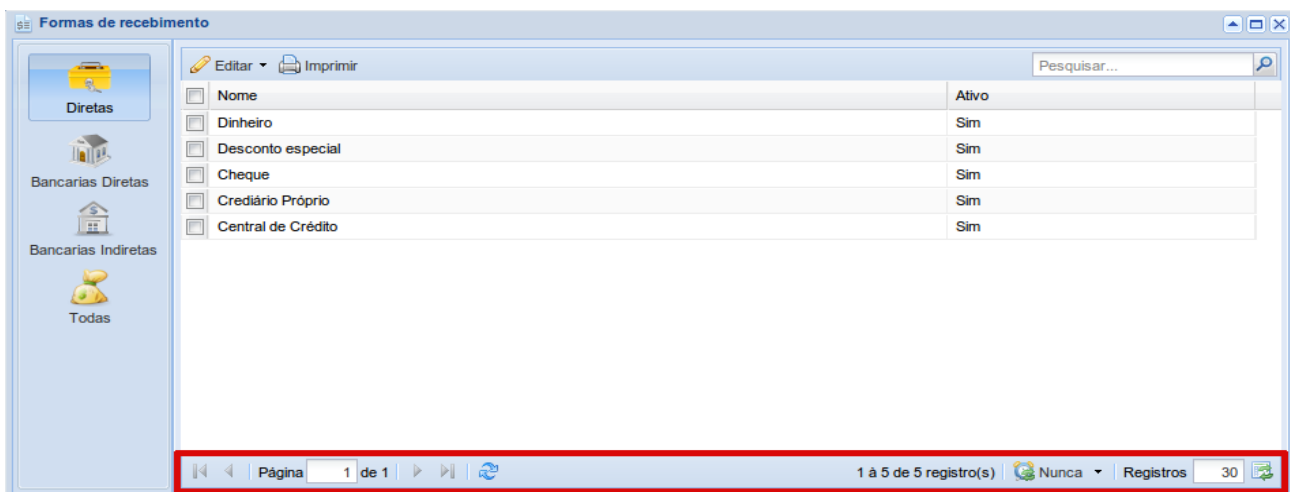 Formas de recebimento
Diretas
Bancarias Diretas
Bancarias Indiretas
Todas
Editar Imprimir Pesquisar...
Nome Ativo
Dinheiro Sim
Desconto especial Sim
Cheque Sim
Crediário Próprio Sim
Central de Crédito Sim
Página 1 de 1 1 à 5 de 5 registro(s) Nunca Registros 30